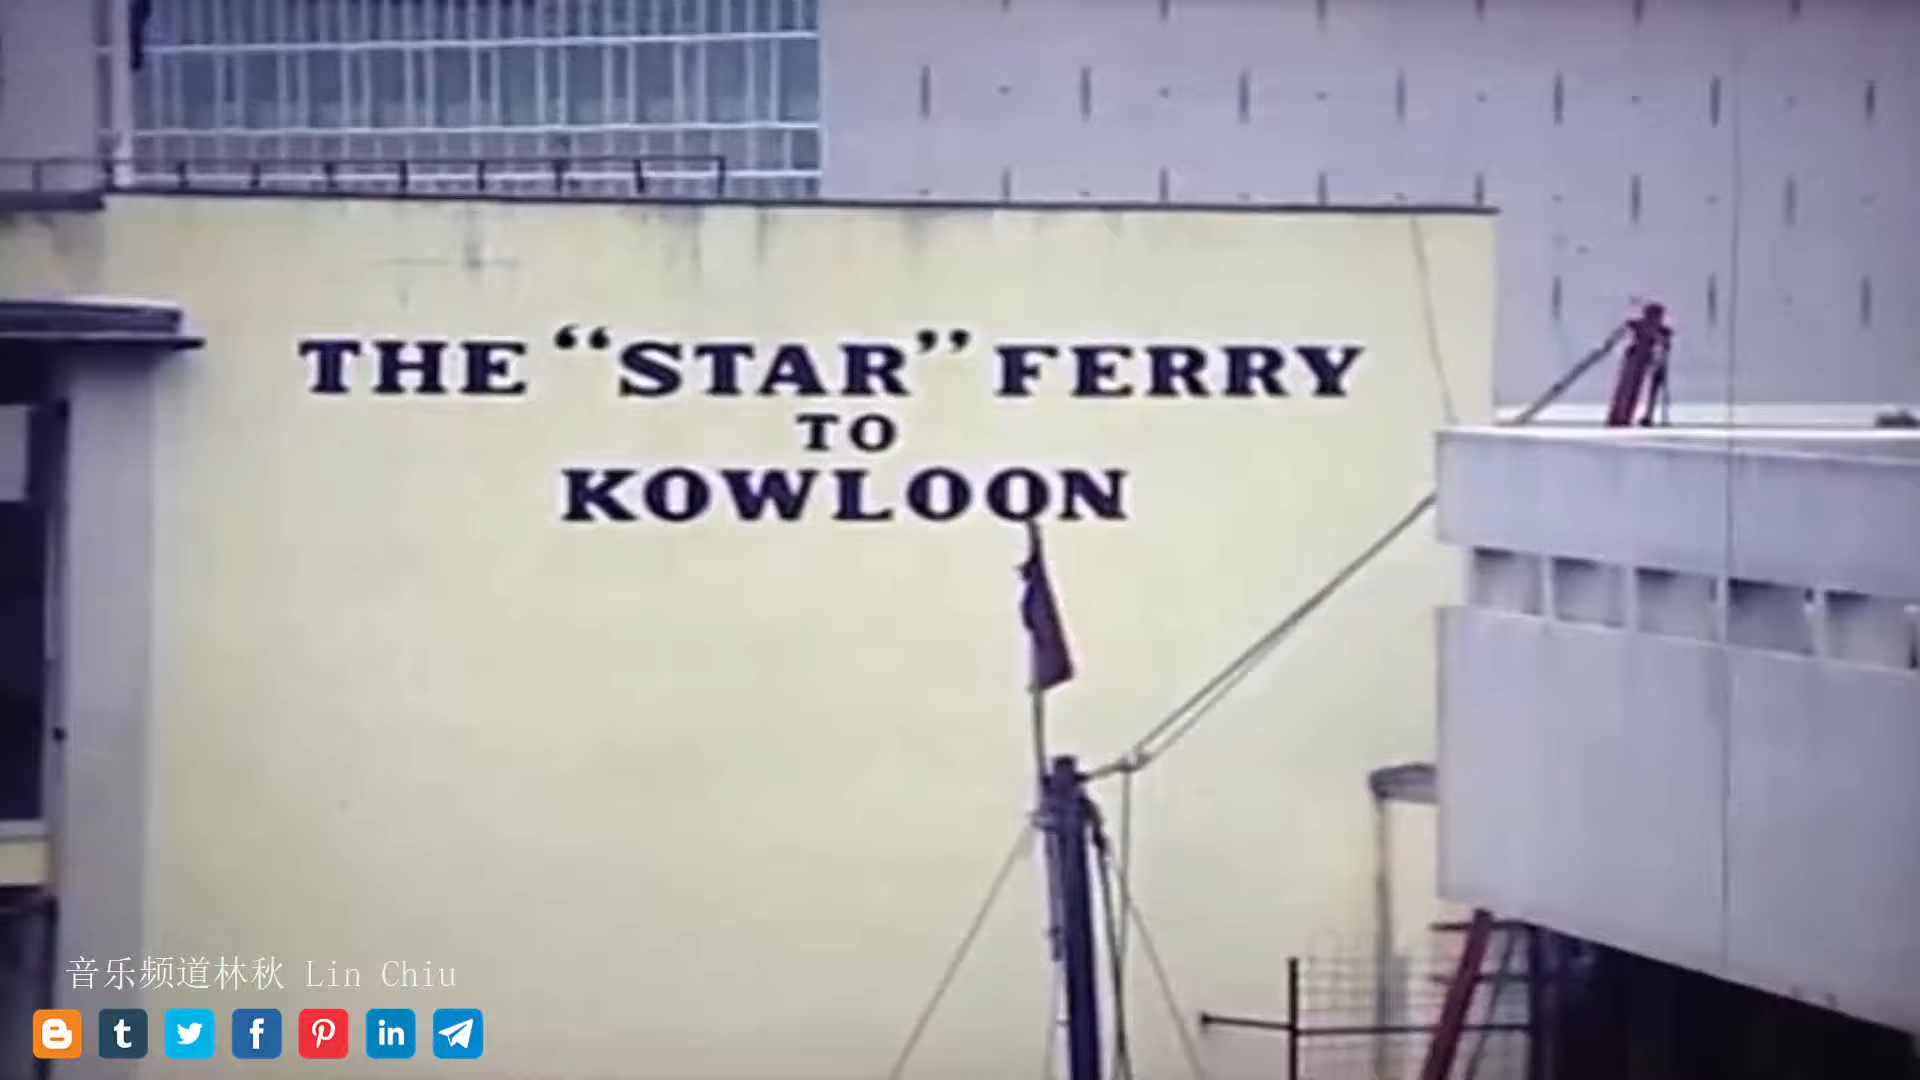 THE “STAR” FERRY
TO
KOWLOON
音乐频道林秋 Lin Chiu